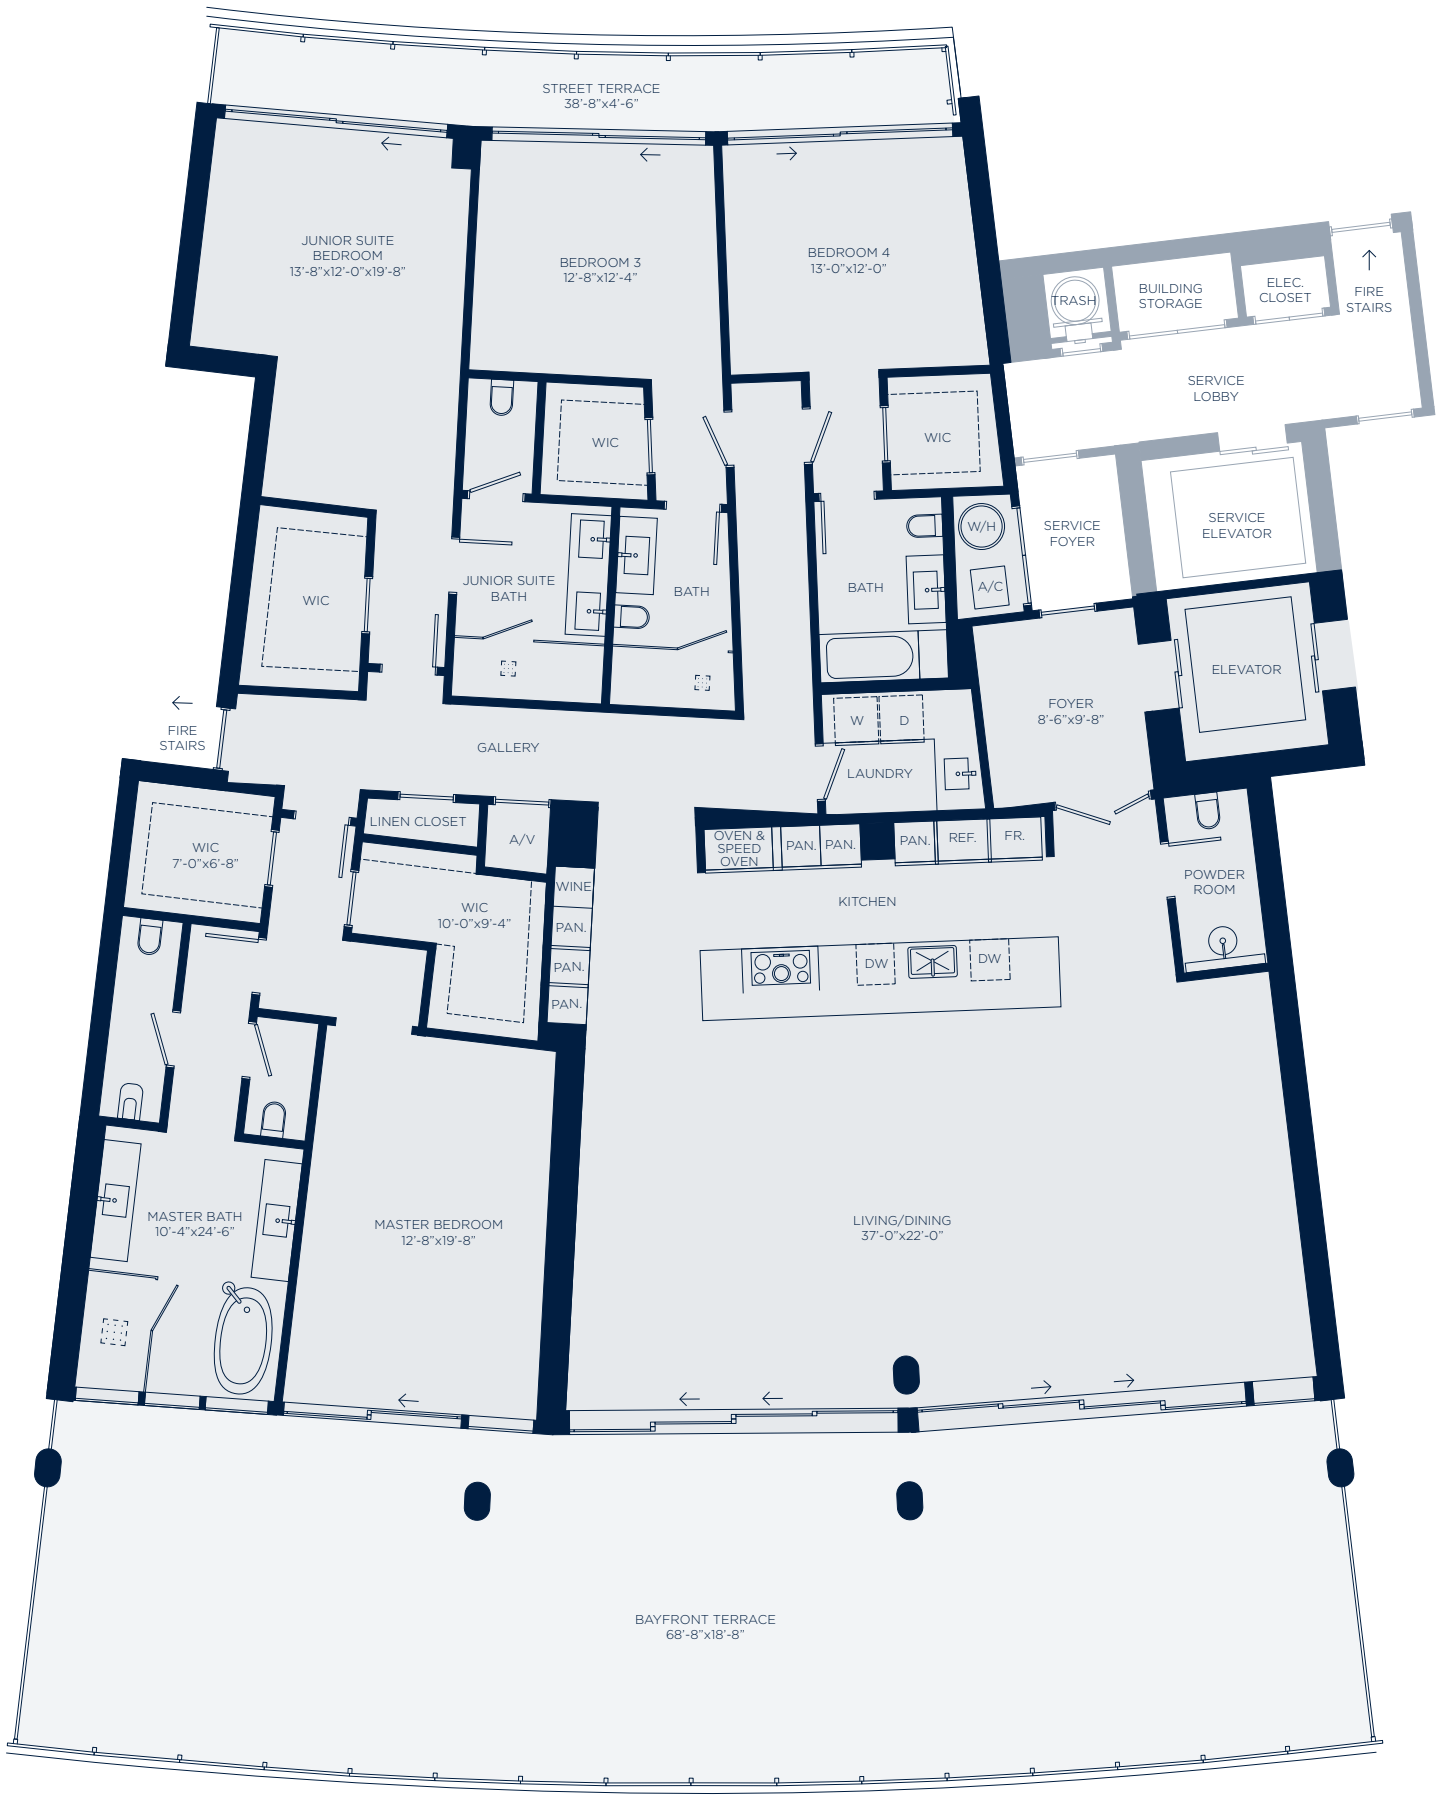 STREET TERRACE
38'-8"x4'-6"
JUNIOR SUITE
BEDROOM
13'-8"x12'-0"x19'-8"
BEDROOM 3
12'-8"x12'-4"
BEDROOM 4
13'-0"x12'-0"
TRASH
BUILDING
STORAGE
ELEC.
CLOSET
FIRE
STAIRS
SERVICE
LOBBY
WIC
WIC
W/H
SERVICE
FOYER
SERVICE
ELEVATOR
WIC
JUNIOR SUITE
BATH
BATH
BATH
A/C
ELEVATOR
FOYER
8'-6"x9'-8"
FIRE
STAIRS
GALLERY
W
D
LAUNDRY
LINEN CLOSET
A/V
OVEN &
SPEED
OVEN
PAN.
PAN.
PAN.
REF.
FR.
WIC
7'-0"x6'-8"
WINE
POWDER
ROOM
KITCHEN
WIC
10'-0"x9'-4"
PAN.
PAN.
PAN.
DW
DW
MASTER BATH
10'-4"x24'-6"
MASTER BEDROOM
12'-8"x19'-8"
LIVING/DINING
37'-0"x22'-0"
BAYFRONT TERRACE
68'-8"x18'-8"